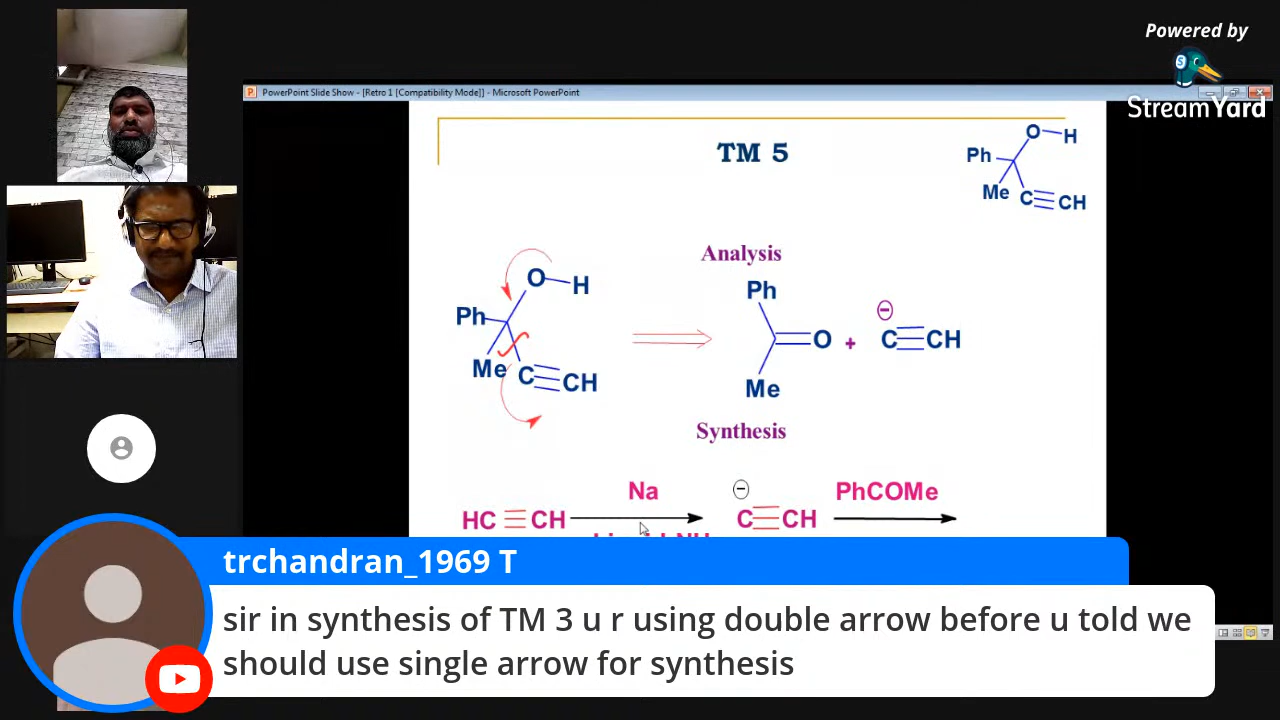 Powered by
StreamYard
PowerPoint Slide Show - [Retro 1 [Compatibility Mode]] - Microsoft PowerPoint
TM 5
O H
Ph
Me C≡CH
Analysis
O H
Ph
Me C≡CH
Ph
O + ⊖ C≡CH
Me
Synthesis
Na ⊖ PhCOMe
HC≡CH C≡CH
trchandran_1969 T
sir in synthesis of TM 3 u r using double arrow before u told we
should use single arrow for synthesis